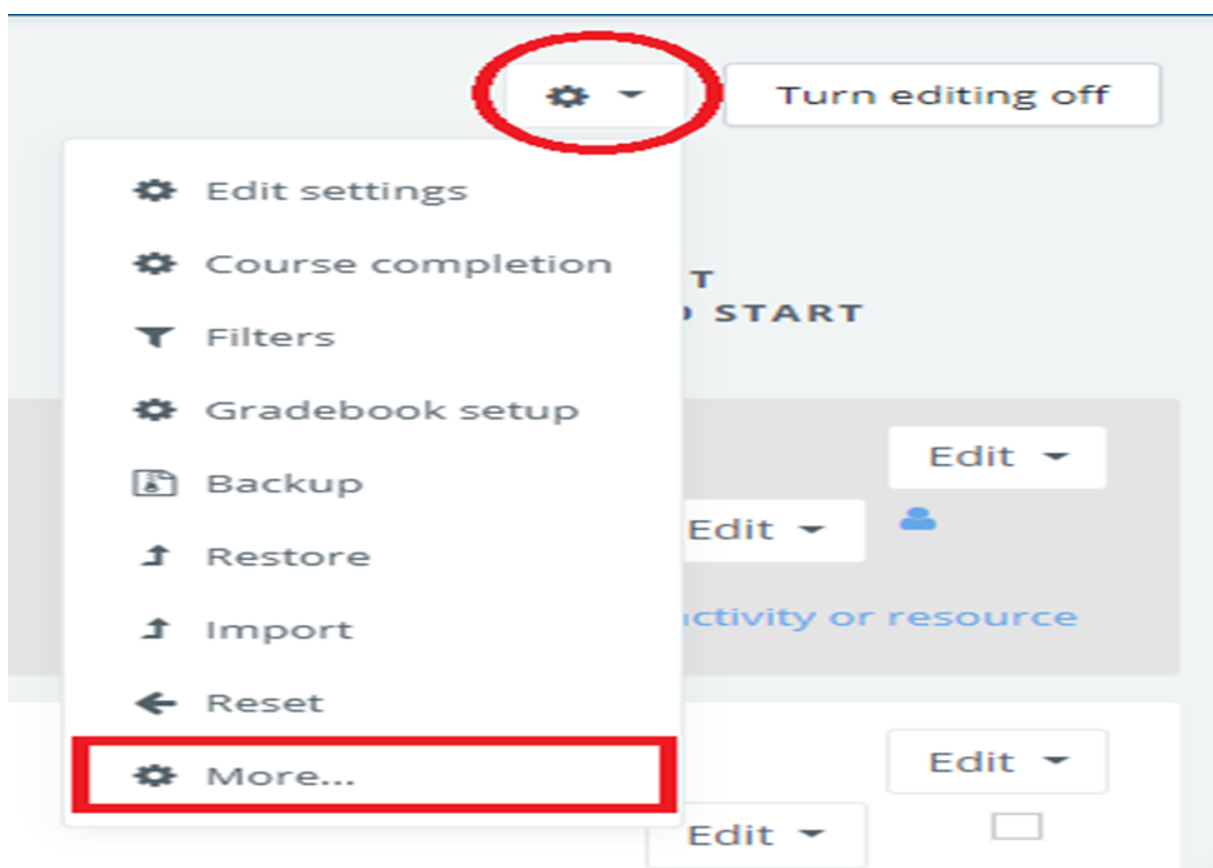 Turn editing off
Edit settings
Course completion
T
START
Filters
Gradebook setup
Edit
Backup
Edit
Restore
or resource
Import
Reset
Edit
More...
Edit